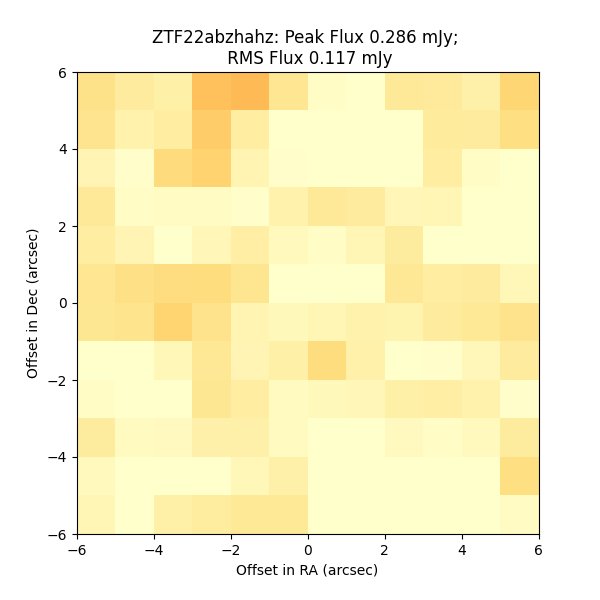 ZTF22abzhahz: Peak Flux 0.286 mJy;
RMS Flux 0.117 mJy
6
4
2
0
−2
−4
−6
Offset in Dec (arcsec)
−6 −4 −2 0 2 4 6
Offset in RA (arcsec)